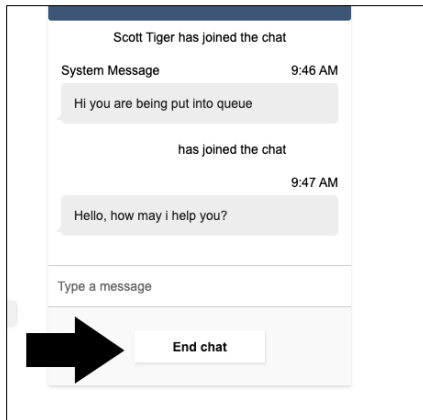 Scott Tiger has joined the chat
System Message 9:46 AM
Hi you are being put into queue
has joined the chat
9:47 AM
Hello, how may i help you?
Type a message
End chat